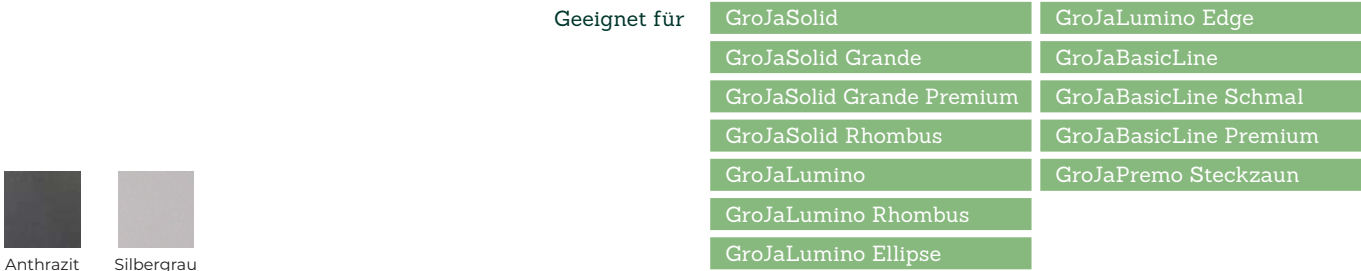 Geeignet für
GroJaSolid
GroJaSolid Grande
GroJaSolid Grande Premium
GroJaSolid Rhombus
GroJaLumino
GroJaLumino Rhombus
GroJaLumino Ellipse
GroJaLumino Edge
GroJaBasicLine
GroJaBasicLine Schmal
GroJaBasicLine Premium
GroJaPremo Steckzaun
Anthrazit
Silbergrau